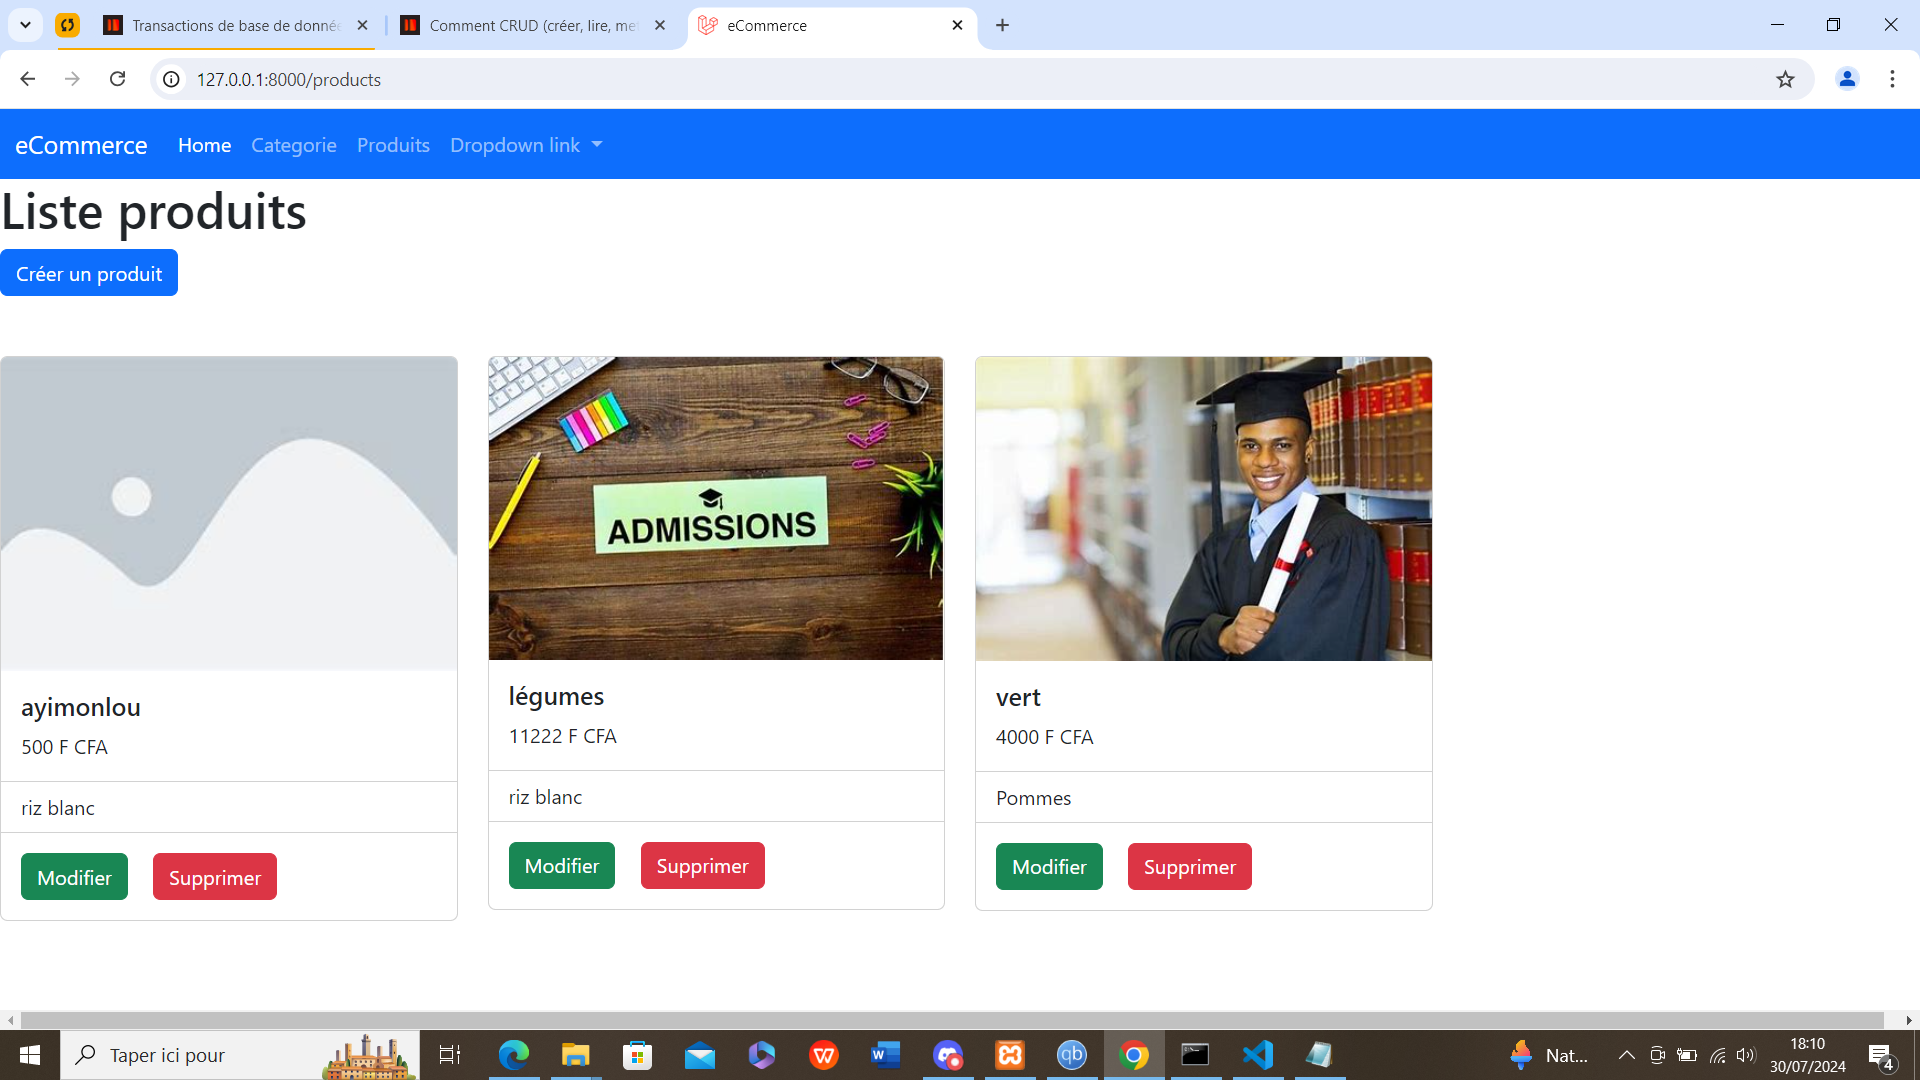 Transactions de base de donnée
Comment CRUD (créer, lire, met
eCommerce
127.0.0.1:8000/products
eCommerce
Home
Categorie
Produits
Dropdown link
Liste produits
Créer un produit
ADMISSIONS
ayimonlou
500 F CFA
riz blanc
Modifier
Supprimer
légumes
11222 F CFA
riz blanc
Modifier
Supprimer
vert
4000 F CFA
Pommes
Modifier
Supprimer
Taper ici pour
W
W
qb
Nat...
18:10
30/07/2024
4